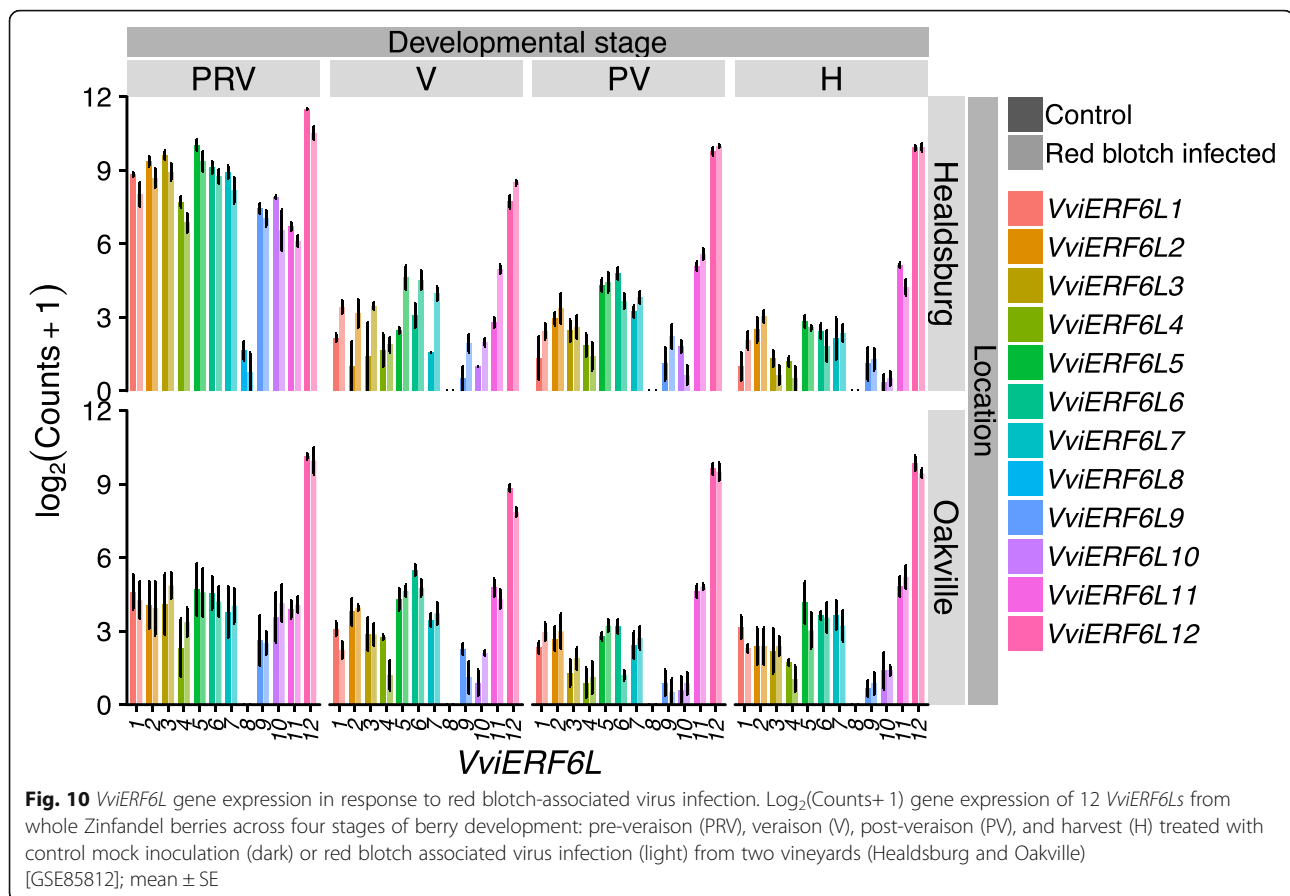 Developmental stage
PRV V PV H
12
9
6
3
0
12
9
6
3
0
log2(Counts + 1)
Healdsburg
Oakville
Location
1 2 3 4 5 6 7 8 9 10 11 12 1 2 3 4 5 6 7 8 9 10 11 12 1 2 3 4 5 6 7 8 9 10 11 12 1 2 3 4 5 6 7 8 9 10 11 12
VviERF6L
Control
Red blotch infected
VviERF6L1
VviERF6L2
VviERF6L3
VviERF6L4
VviERF6L5
VviERF6L6
VviERF6L7
VviERF6L8
VviERF6L9
VviERF6L10
VviERF6L11
VviERF6L12
Fig. 10 VviERF6L gene expression in response to red blotch-associated virus infection. Log2(Counts+ 1) gene expression of 12 VviERF6Ls from
whole Zinfandel berries across four stages of berry development: pre-veraison (PRV), veraison (V), post-veraison (PV), and harvest (H) treated with
control mock inoculation (dark) or red blotch associated virus infection (light) from two vineyards (Healdsburg and Oakville)
[GSE85812]; mean ± SE